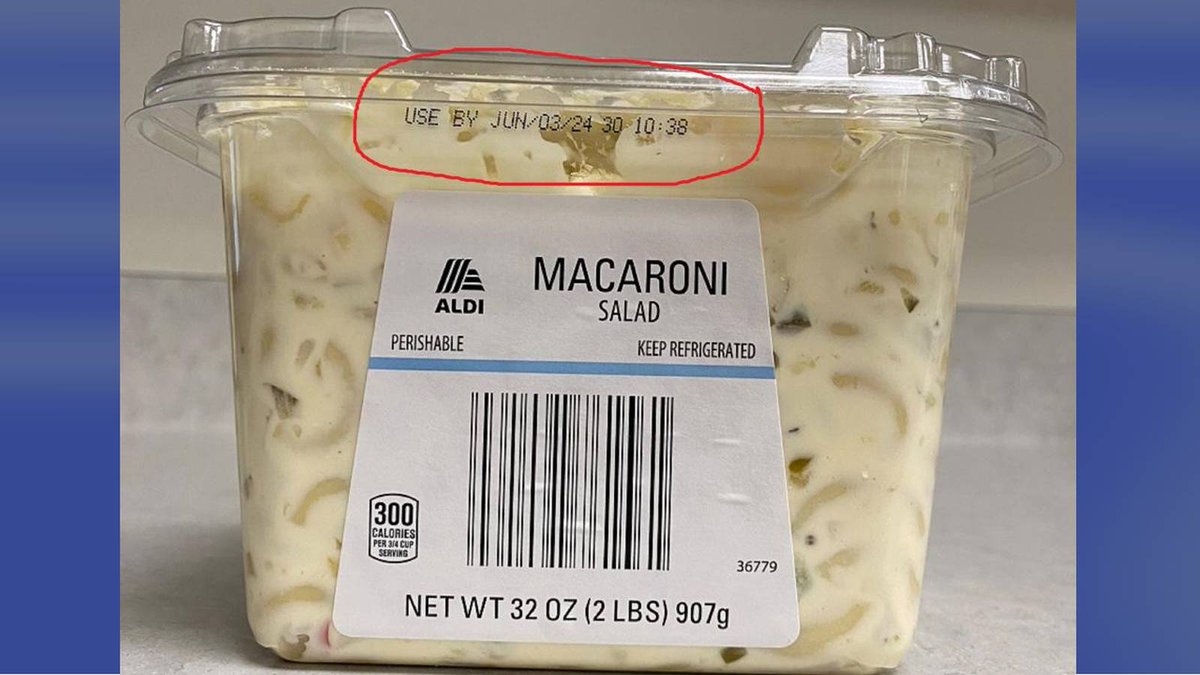 USE BY JUN/03/24 30 10:38
ALDI
MACARONI
SALAD
PERISHABLE
KEEP REFRIGERATED
300
CALORIES
PER 3/4 CUP
SERVING
36779
NET WT 32 OZ (2 LBS) 907g